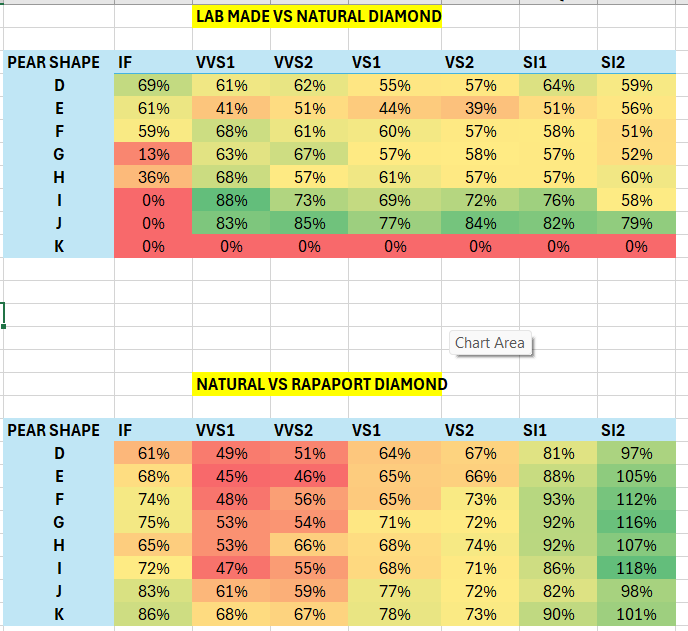 LAB MADE VS NATURAL DIAMOND
PEAR SHAPE IF VVS1 VVS2 VS1 VS2 SI1 SI2
D 69% 61% 62% 55% 57% 64% 59%
E 61% 41% 51% 44% 39% 51% 56%
F 59% 68% 61% 60% 57% 58% 51%
G 13% 63% 67% 57% 58% 57% 52%
H 36% 68% 57% 61% 57% 57% 60%
I 0% 88% 73% 69% 72% 76% 58%
J 0% 83% 85% 77% 84% 82% 79%
K 0% 0% 0% 0% 0% 0% 0%
Chart Area
NATURAL VS RAPAPORT DIAMOND
PEAR SHAPE IF VVS1 VVS2 VS1 VS2 SI1 SI2
D 61% 49% 51% 64% 67% 81% 97%
E 68% 45% 46% 65% 66% 88% 105%
F 74% 48% 56% 65% 73% 93% 112%
G 75% 53% 54% 71% 72% 92% 116%
H 65% 53% 66% 68% 74% 92% 107%
I 72% 47% 55% 68% 71% 86% 118%
J 83% 61% 59% 77% 72% 82% 98%
K 86% 68% 67% 78% 73% 90% 101%